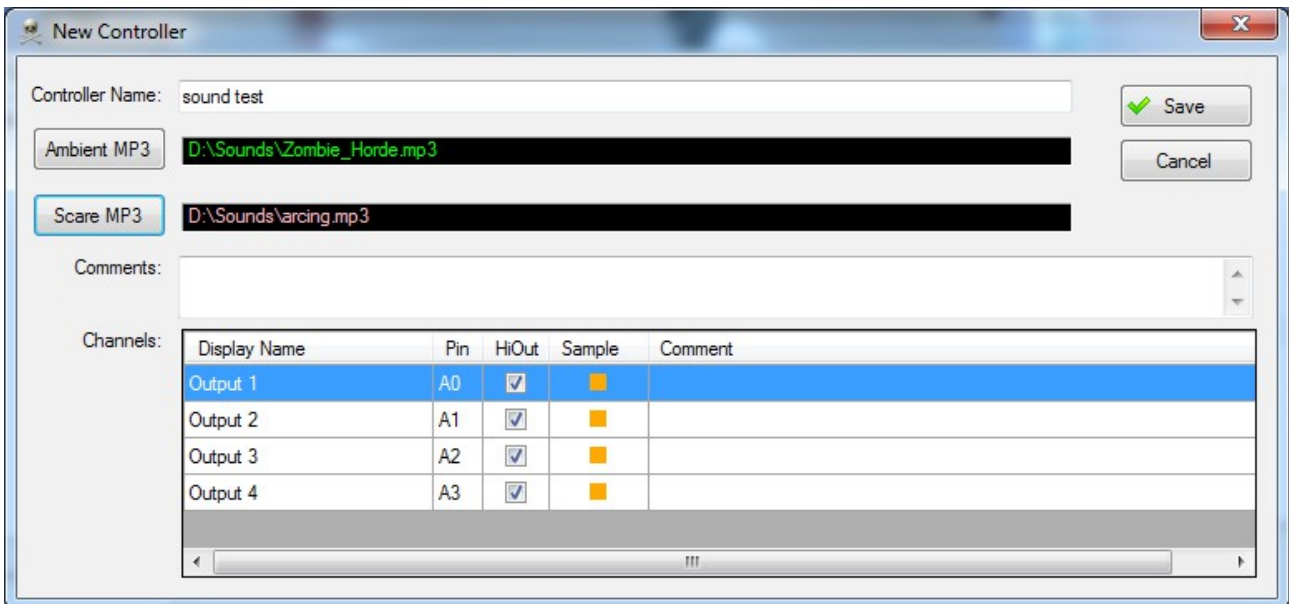 New Controller
Controller Name: sound test
Save
Ambient MP3 D:\Sounds\Zombie_Horde.mp3
Cancel
Scare MP3 D:\Sounds\arcing.mp3
Comments:
Channels:
Display Name Pin HiOut Sample Comment
Output 1 A0
Output 2 A1
Output 3 A2
Output 4 A3